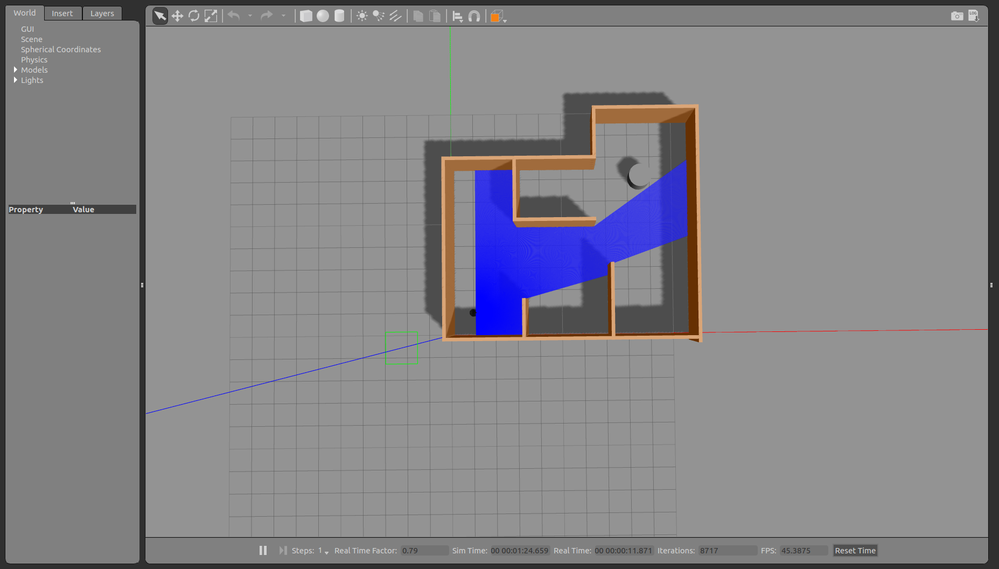 World Insert Layers
GUI
Scene
Spherical Coordinates
Physics
Models
Lights
Property Value
LOG
Steps: 1 Real Time Factor: 0.79 Sim Time: 00 00:01:24.659 Real Time: 00 00:00:11.871 Iterations: 8717 FPS: 45.3875 Reset Time